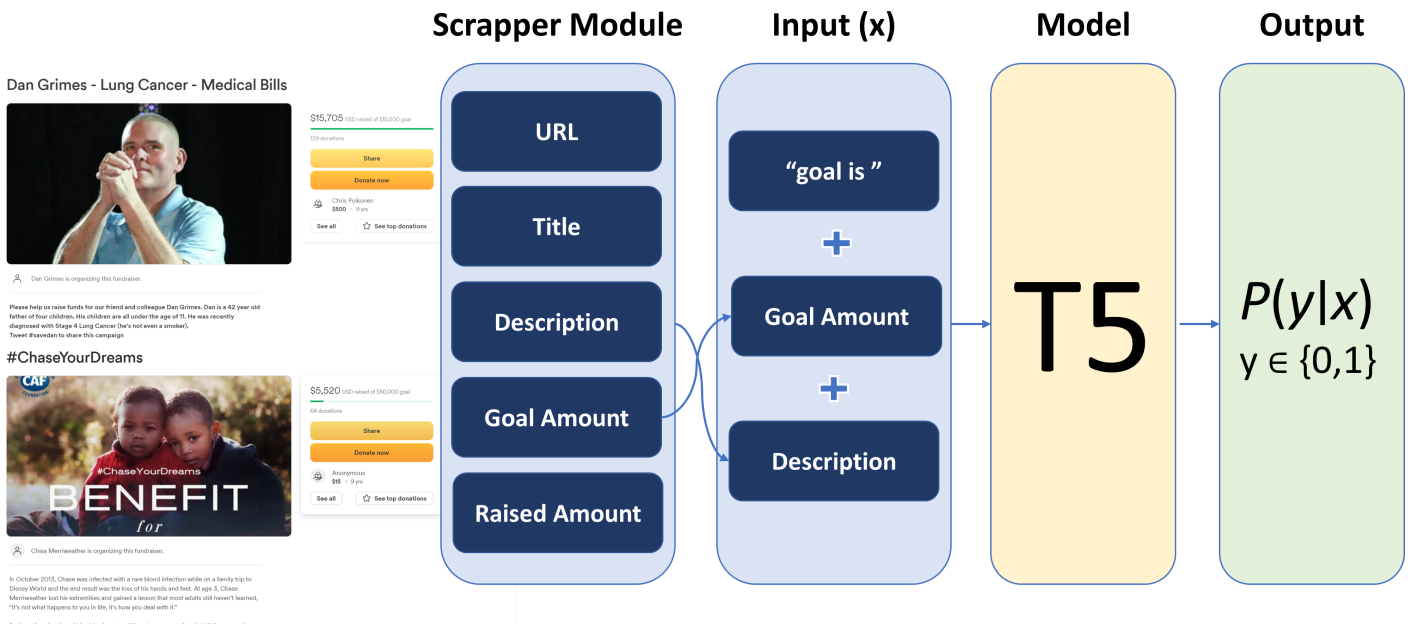 Scrapper Module
Input (x)
Model
Output
Dan Grimes - Lung Cancer - Medical Bills
$15,705 USD raised of $15,000 goal
129 donations
Share
Donate now
Chris Poikonen
$500 • 9 yrs
See all
See top donations
Dan Grimes is organizing this fundraiser.
Please help us raise funds for our friend and colleague Dan Grimes. Dan is a 42 year old
father of four children. His children are all under the age of 11. He was recently
diagnosed with Stage 4 Lung Cancer (he's not even a smoker).
Tweet #savedan to share this campaign
#ChaseYourDreams
CAF
FOUNDATION
#ChaseYourDreams
BENEFIT
for
$5,520 USD raised of $50,000 goal
64 donations
Share
Donate now
Anonymous
$15 • 9 yrs
See all
See top donations
Chisa Merriweather is organizing this fundraiser.
In October 2013, Chase was infected with a rare blood infection while on a family trip to
Disney World and the end result was the loss of his hands and feet. At age 3, Chase
Merriweather lost his extremities and gained a lesson that most adults still haven't learned,
"It's not what happens to you in life, it's how you deal with it."
URL
Title
Description
Goal Amount
Raised Amount
“goal is ”
+
Goal Amount
+
Description
T5
P(y|x)
y ∈ {0,1}